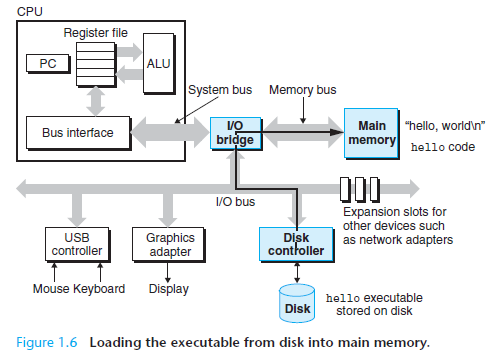 CPU
Register file
PC
ALU
System bus
Memory bus
Bus interface
I/O
bridge
Main
memory
"hello, world\n"
hello code
I/O bus
Expansion slots for
other devices such
as network adapters
USB
controller
Graphics
adapter
Disk
controller
Mouse Keyboard
Display
Disk
hello executable
stored on disk
Figure 1.6 Loading the executable from disk into main memory.